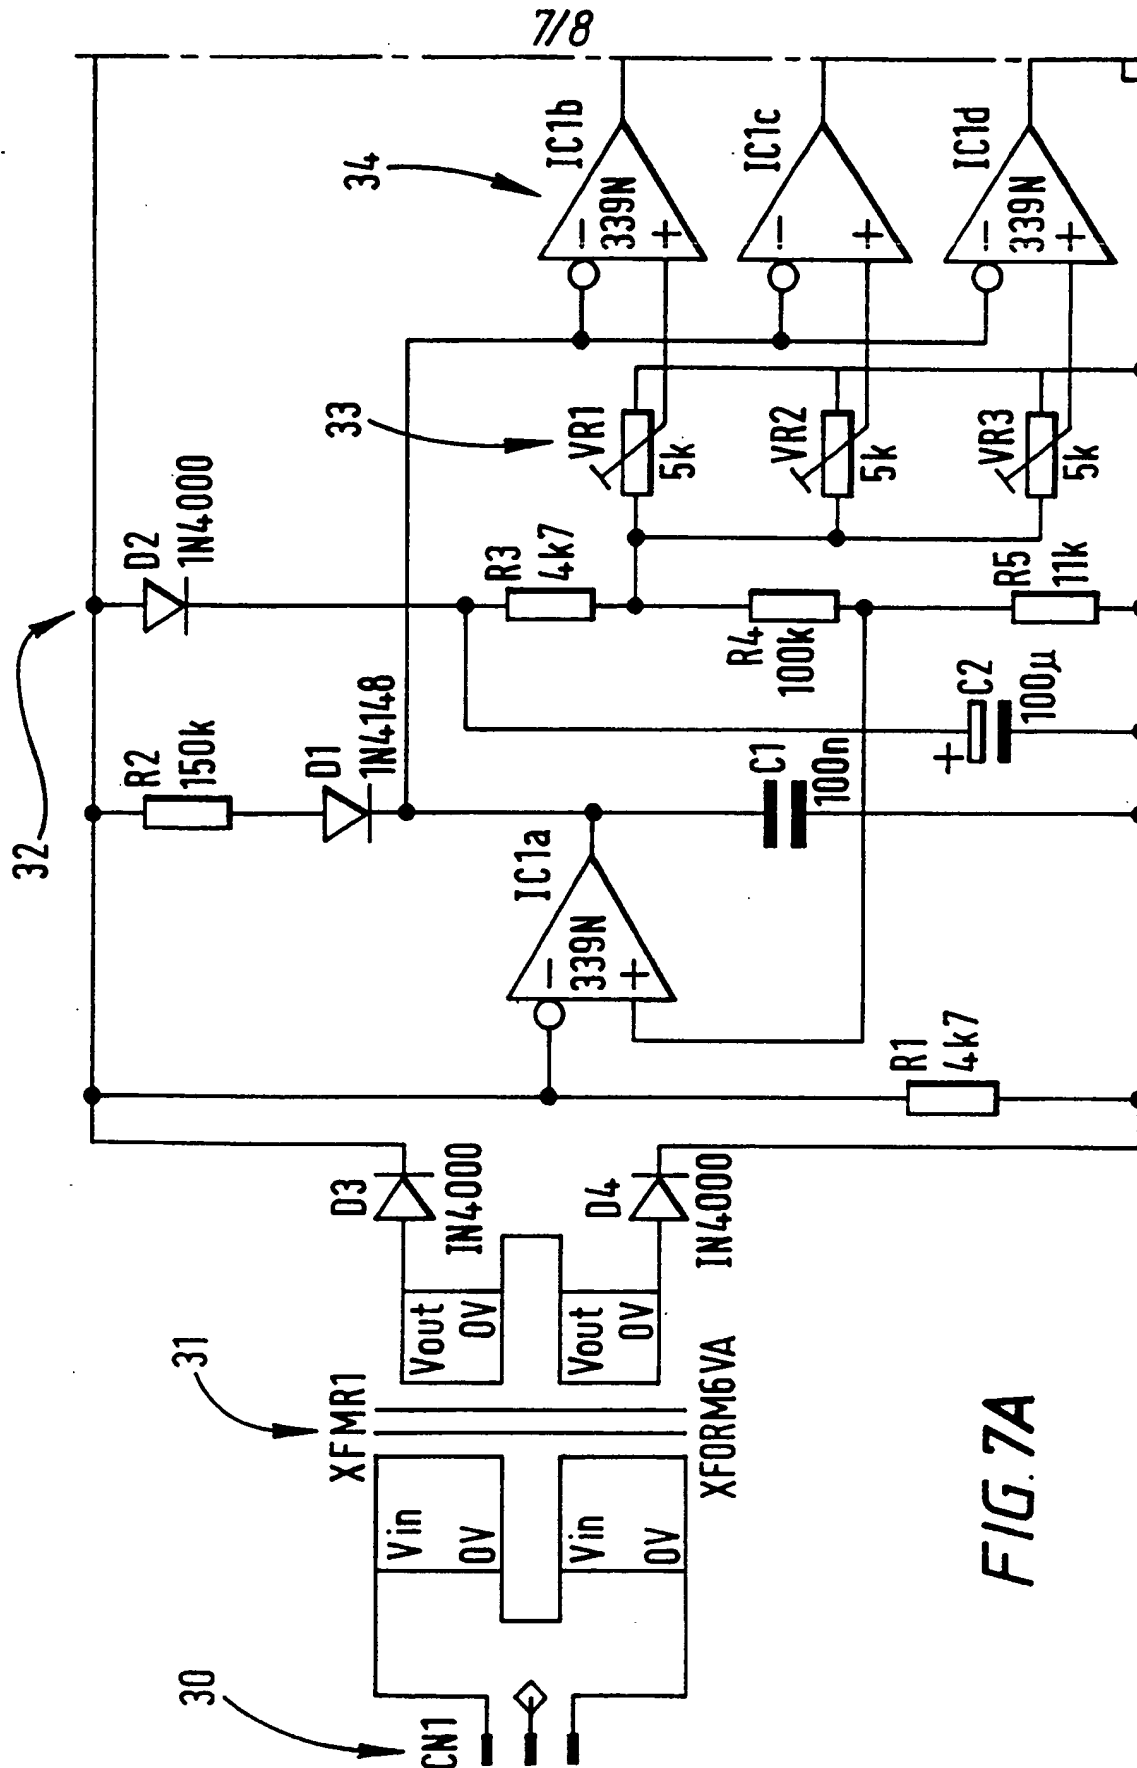 7/8
32
R2
150k
D2
1N4000
D1
1N4148
33
34
R3
4k7
VR1
5k
VR2
5k
VR3
5k
IC1b
−
339N
+
IC1c
−
+
IC1d
−
339N
+
R4
100k
R5
11k
C2
+
100µ
C1
100n
IC1a
−
339N
+
R1
4k7
D3
IN4000
D4
IN4000
31
XFMR1
Vout
0V
Vout
0V
Vin
0V
Vin
0V
XFORM6VA
30
CN1
FIG. 7A